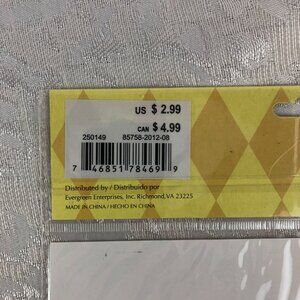 US $ 2.99
CAN $ 4.99
250149 85758-2012-08
7 46851 78469 9
Distributed by / Distribuido por
Evergreen Enterprises, Inc. Richmond, VA 23225
MADE IN CHINA / HECHO EN CHINA